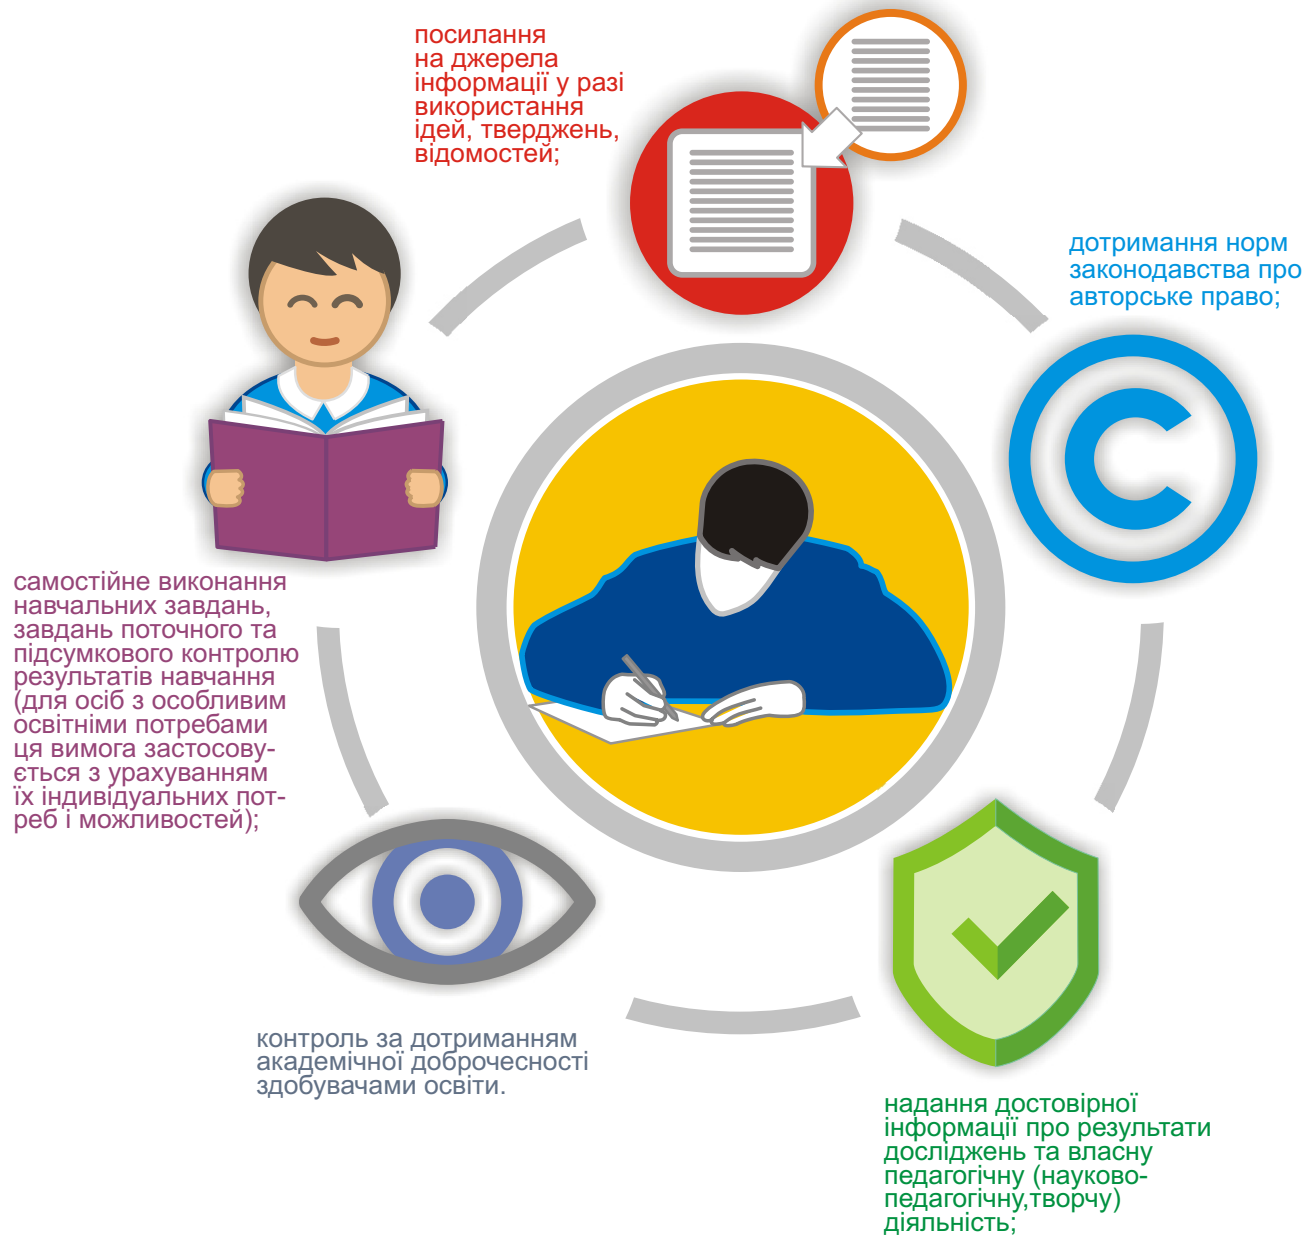 посилання
на джерела
інформації у разі
використання
ідей, тверджень,
відомостей;
дотримання норм
законодавства про
авторське право;
самостійне виконання
навчальних завдань,
завдань поточного та
підсумкового контролю
результатів навчання
(для осіб з особливим
освітніми потребами
ця вимога застосову-
ється з урахуванням
їх індивідуальних пот-
реб і можливостей);
контроль за дотриманням
академічної доброчесності
здобувачами освіти.
надання достовірної
інформації про результати
досліджень та власну
педагогічну (науково-
педагогічну,творчу)
діяльність;